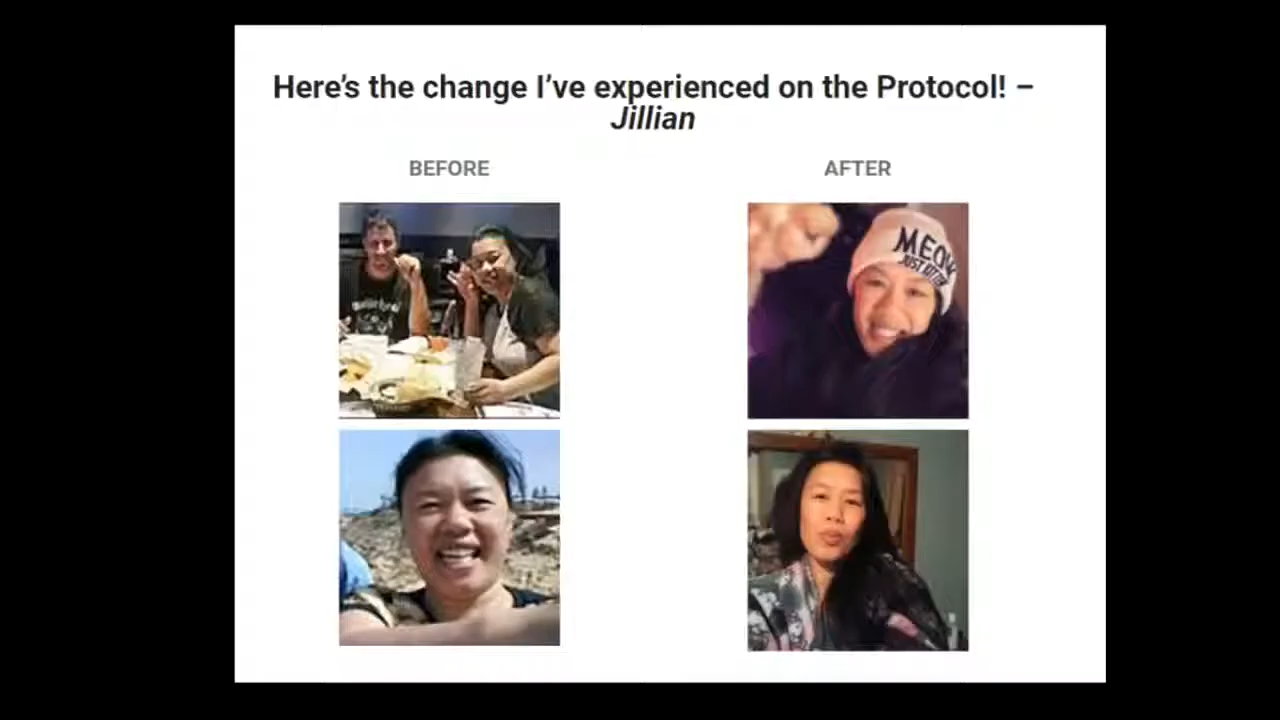 Here's the change I've experienced on the Protocol! –
Jillian
BEFORE
AFTER
MEOW